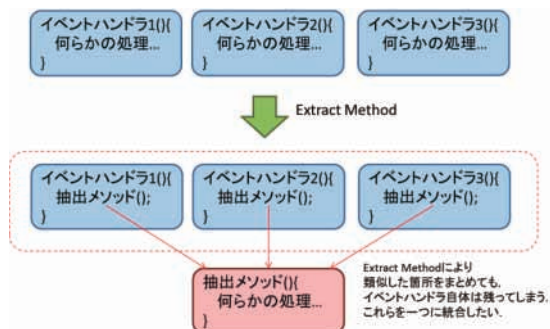 イベントハンドラ1(){
何らかの処理...
}
イベントハンドラ2(){
何らかの処理...
}
イベントハンドラ3(){
何らかの処理...
}
Extract Method
イベントハンドラ1(){
抽出メソッド();
}
イベントハンドラ2(){
抽出メソッド();
}
イベントハンドラ3(){
抽出メソッド();
}
抽出メソッド(){
何らかの処理...
}
Extract Methodにより
類似した箇所をまとめても,
イベントハンドラ自体は残ってしまう.
これらを一つに統合したい.